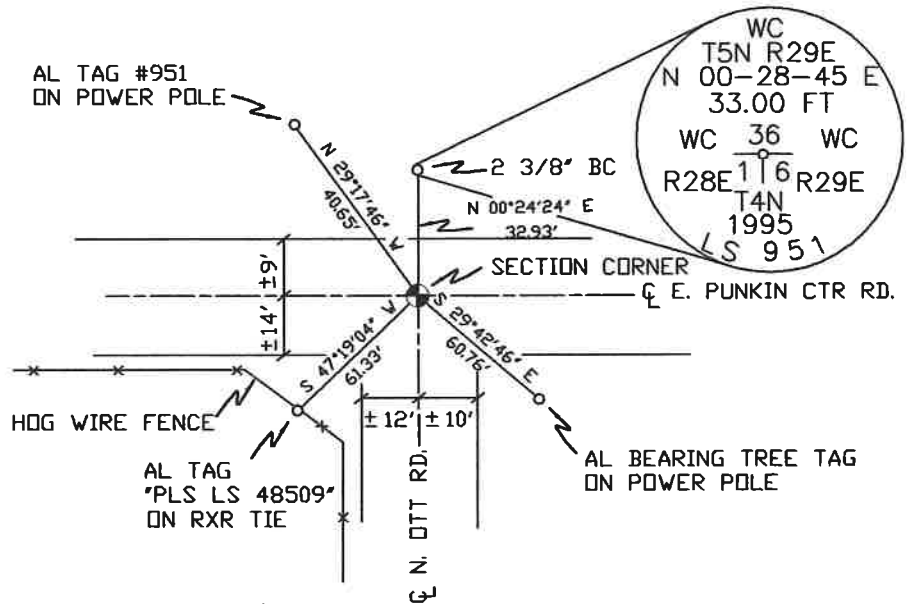 AL TAG #951
ON POWER POLE
N 29°17'46" W
40.65'
2 3/8" BC
N 00°24'24" E
32.93'
WC
T5N R29E
N 00-28-45 E
33.00 FT
WC 36 WC
1 6
R28E R29E
T4N
1995
LS 951
SECTION CORNER
℄ E. PUNKIN CTR RD.
±9'
±14'
S 47°19'04" W
61.33'
S 29°42'46" E
60.76'
HOG WIRE FENCE
±12' ±10'
AL TAG
"PLS LS 48509"
ON RXR TIE
AL BEARING TREE TAG
ON POWER POLE
℄ N. OTT RD.